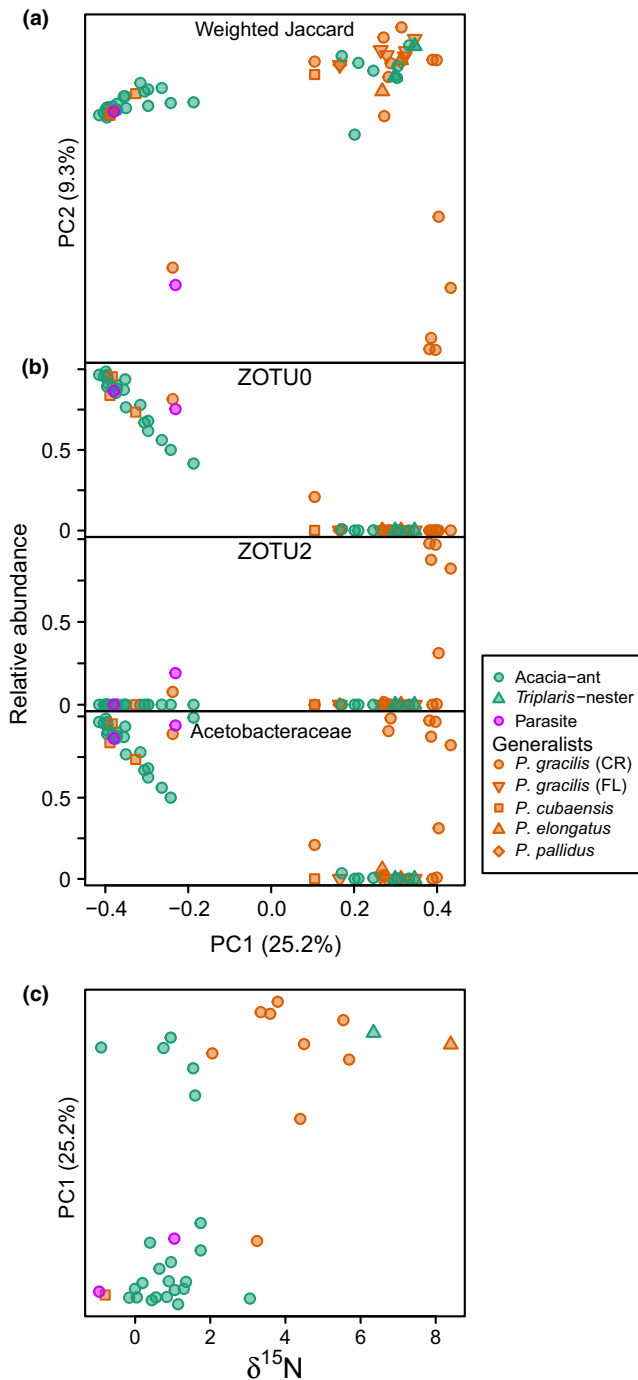 (a)
Weighted Jaccard
PC2 (9.3%)
(b)
ZOTU0
0.5
0
ZOTU2
Relative abundance
0.5
0
Acetobacteraceae
0.5
0
−0.4 −0.2 0.0 0.2 0.4
PC1 (25.2%)
Acacia−ant
Triplaris−nester
Parasite
Generalists
P. gracilis (CR)
P. gracilis (FL)
P. cubaensis
P. elongatus
P. pallidus
(c)
PC1 (25.2%)
0 2 4 6 8
δ15N